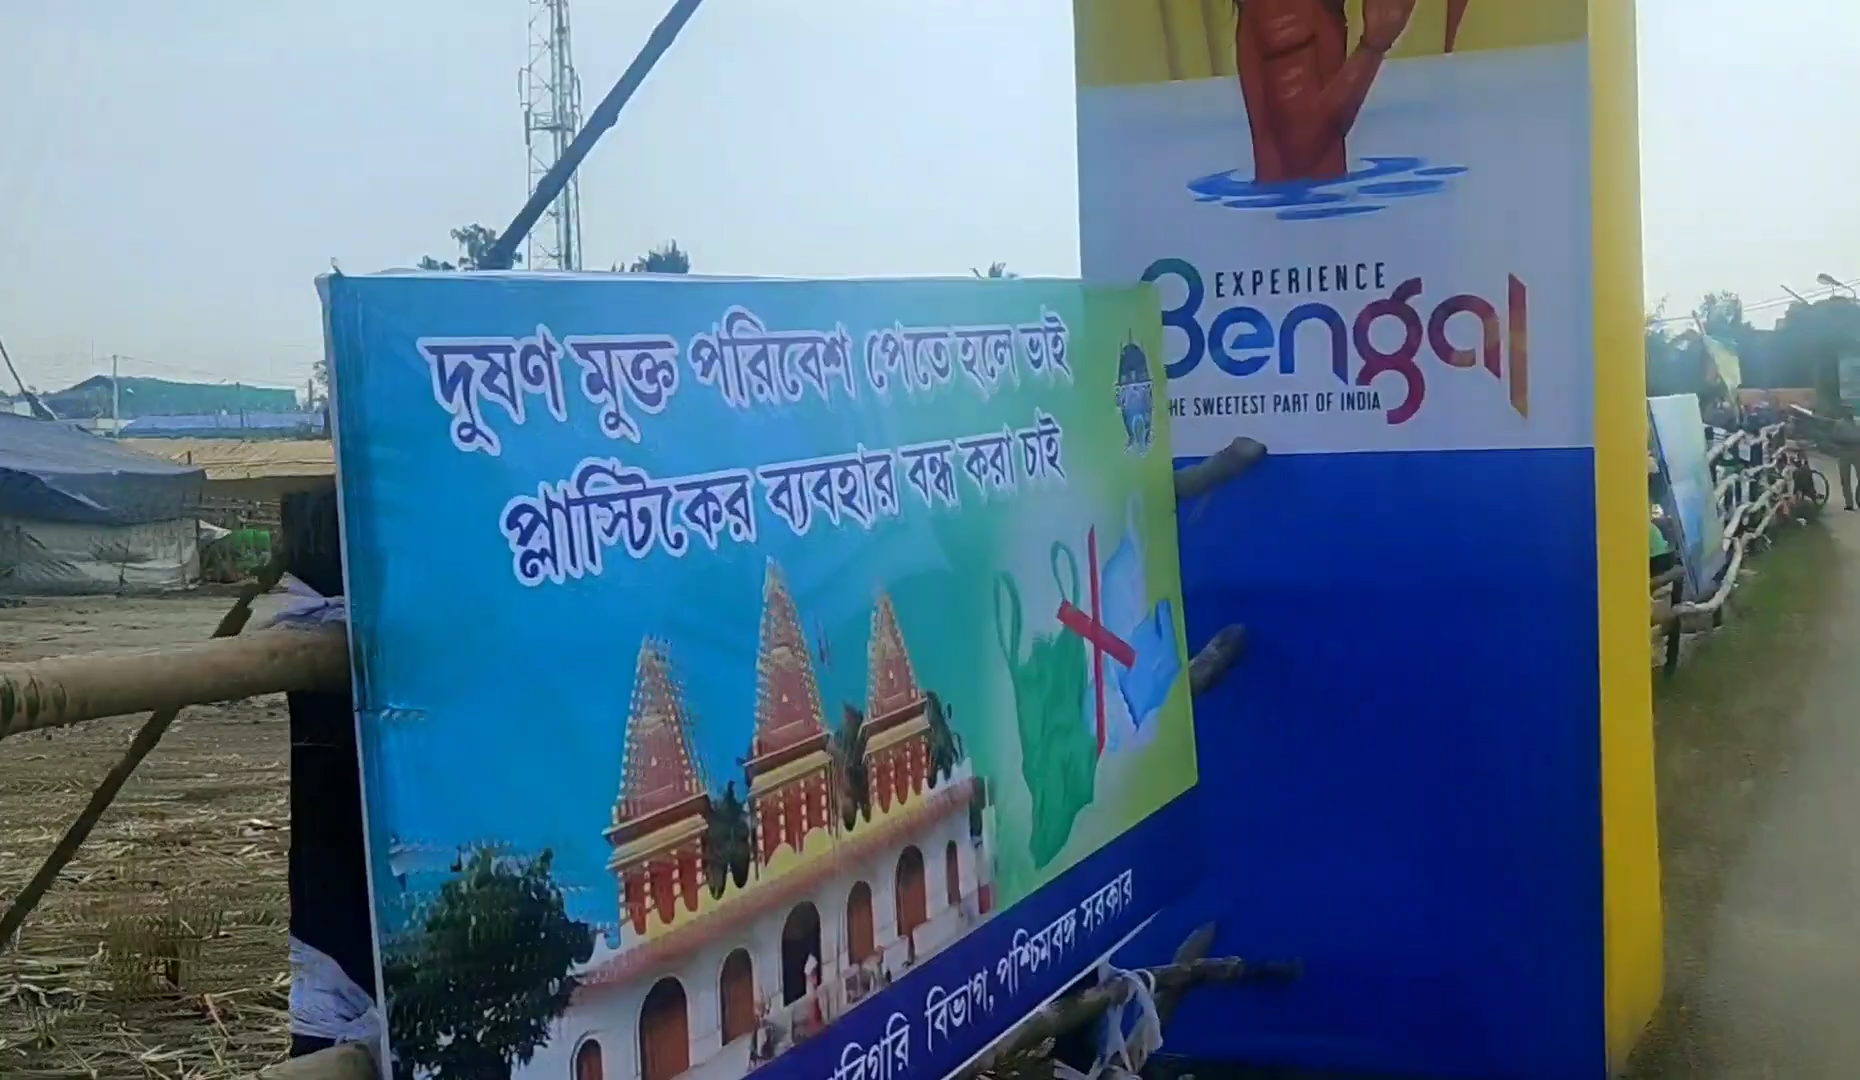 দুষণ মুক্ত পরিবেশ পেতে হলে ভাই
প্লাস্টিকের ব্যবহার বন্ধ করা চাই
বিভাগ, পশ্চিমবঙ্গ সরকার
EXPERIENCE
Bengal
THE SWEETEST PART OF INDIA